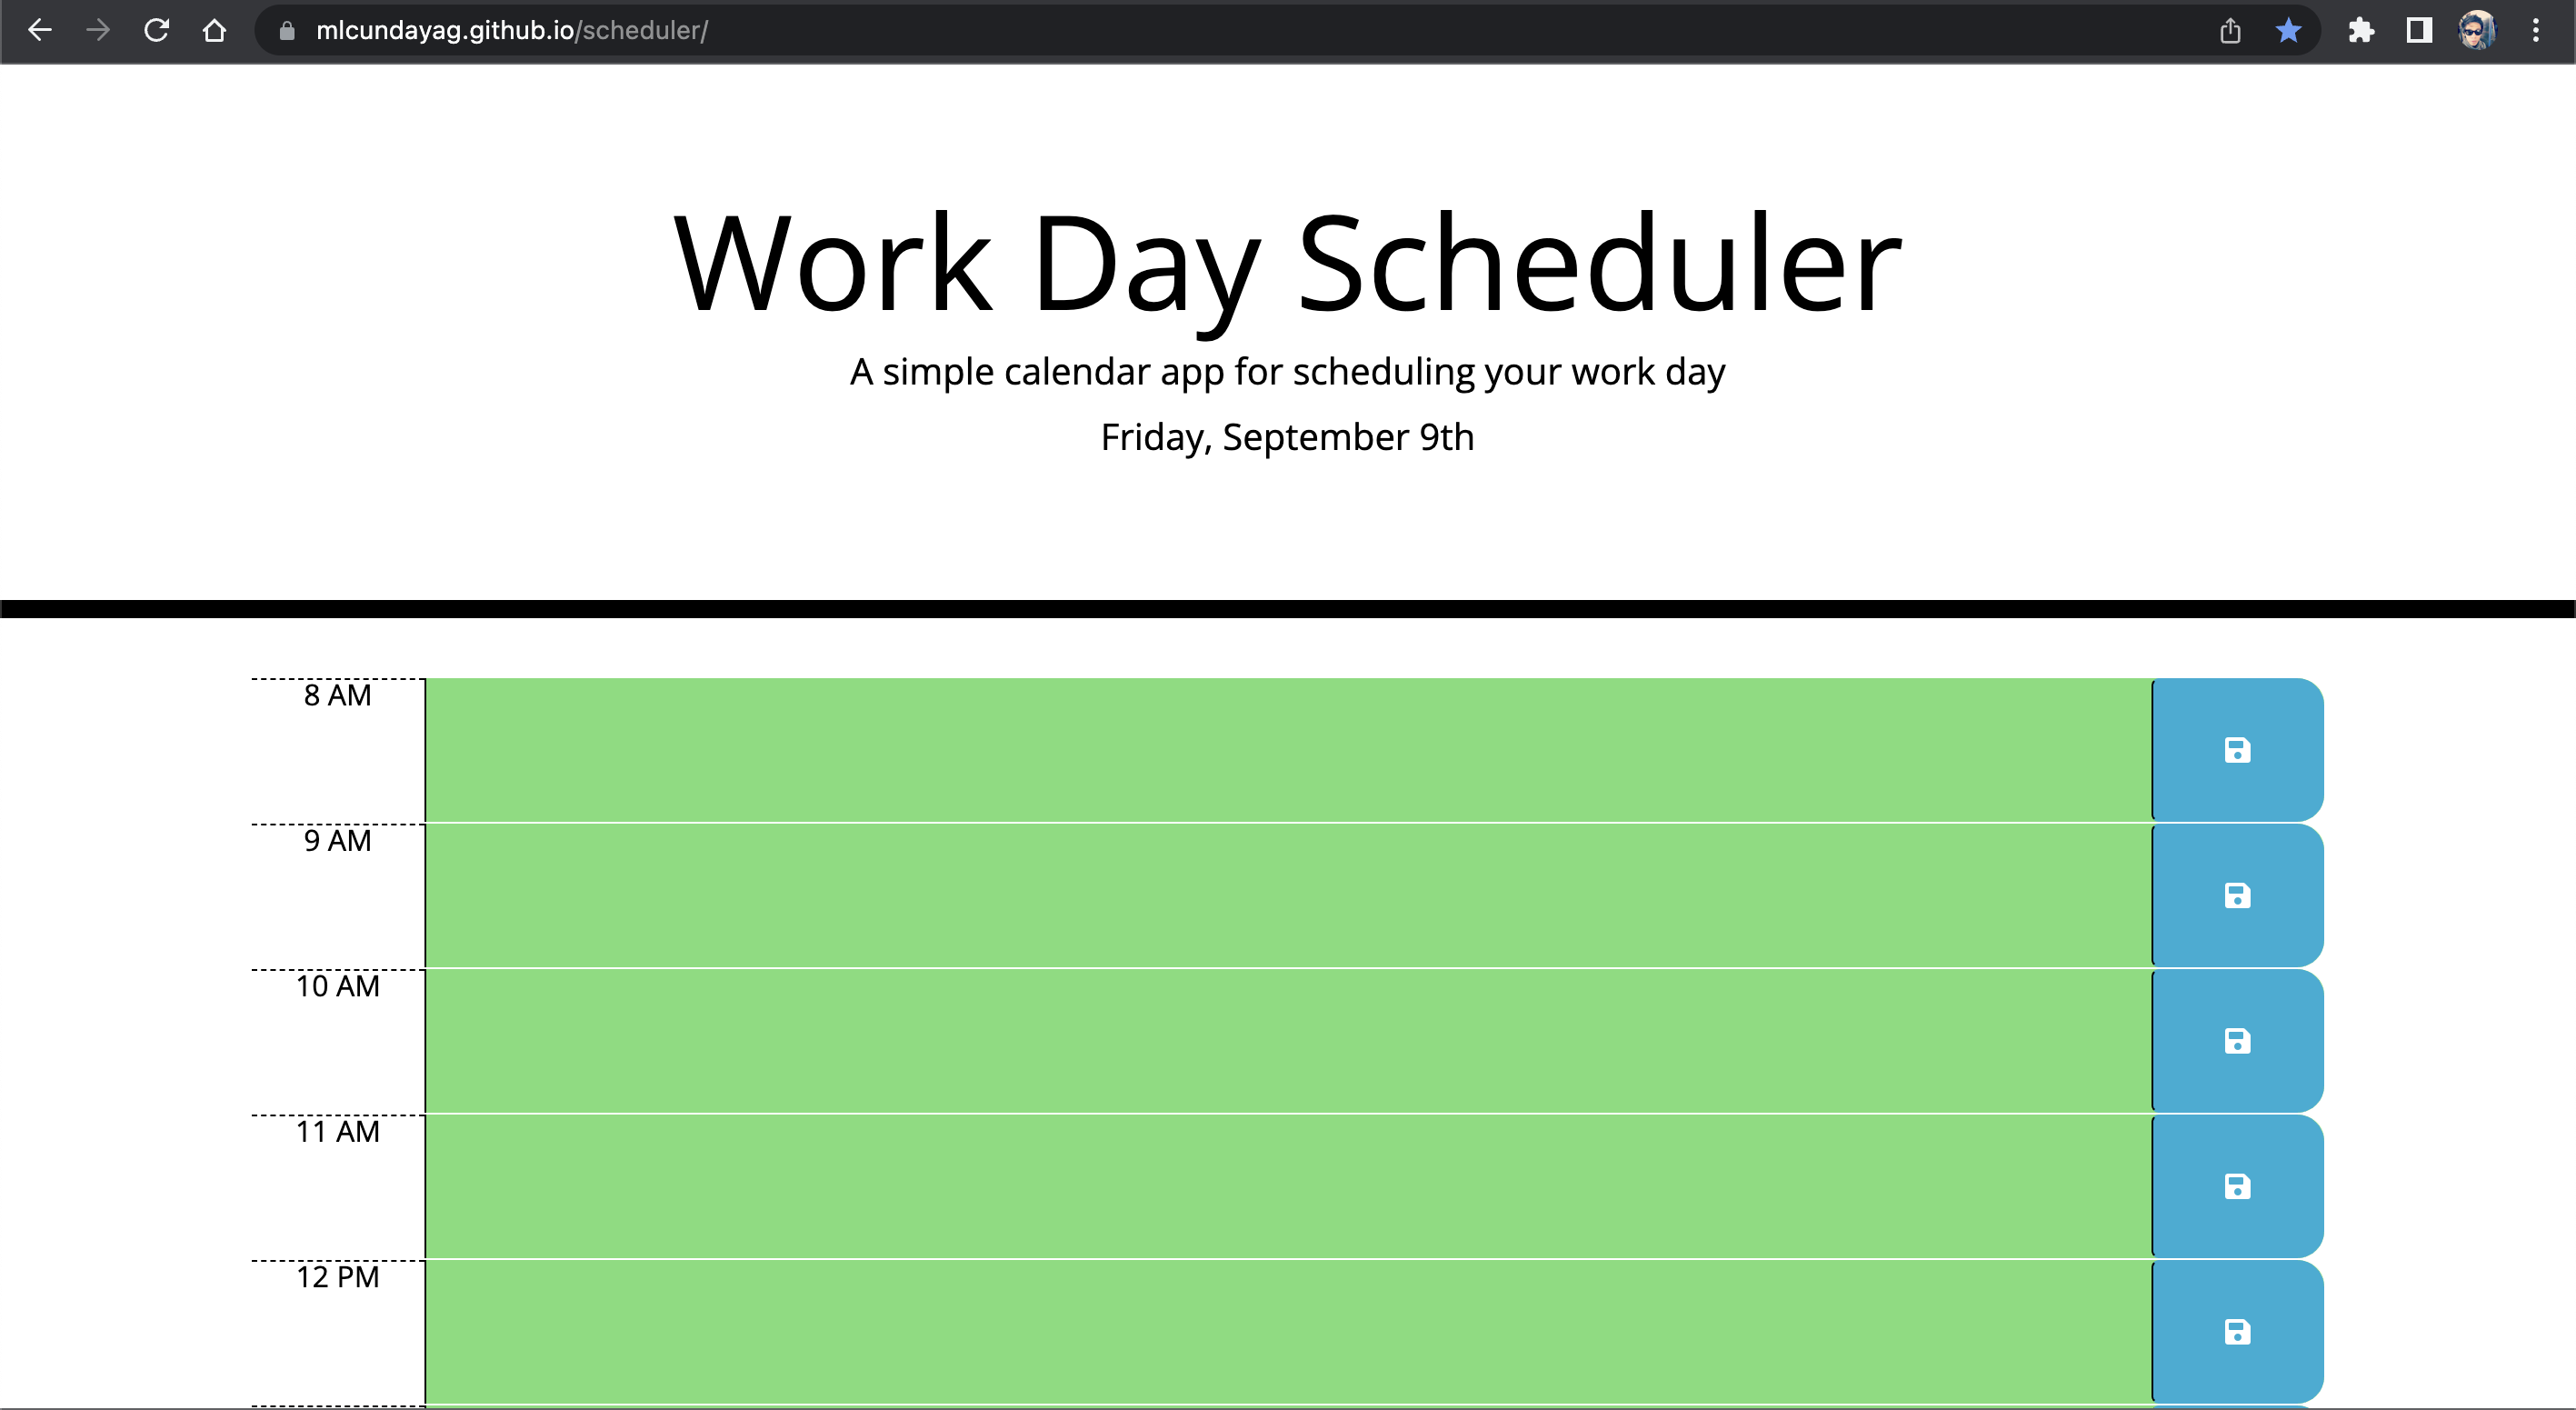 mlcundayag.github.io/scheduler/
Work Day Scheduler
A simple calendar app for scheduling your work day
Friday, September 9th
8 AM
9 AM
10 AM
11 AM
12 PM